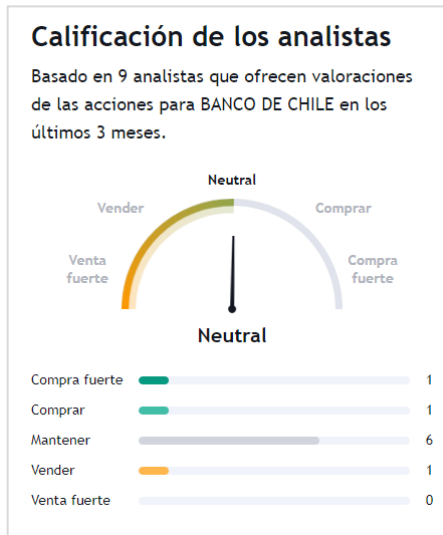 Calificación de los analistas
Basado en 9 analistas que ofrecen valoraciones
de las acciones para BANCO DE CHILE en los
últimos 3 meses.
Neutral
Vender
Comprar
Venta
fuerte
Compra
fuerte
Neutral
Compra fuerte 1
Comprar 1
Mantener 6
Vender 1
Venta fuerte 0